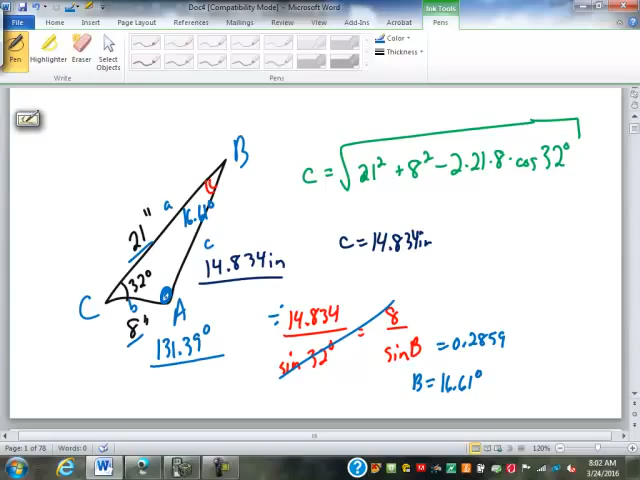 Doc4 [Compatibility Mode] - Microsoft Word
Ink Tools
File Home Insert Page Layout References Mailings Review View Add-Ins Acrobat Pens
Pen Highlighter Eraser Select Objects
Color
Thickness
Write
Pens
B
c = √21² + 8² - 2·21·8·cos32°
a
16.61°
21"
c
c = 14.834in
14.834in
32°
C
b
A
8"
131.39°
÷ 14.834 / sin 32° = 8 / sinB = 0.2859
B = 16.61°
Page: 1 of 78 Words: 0
120%
8:02 AM
3/24/2016